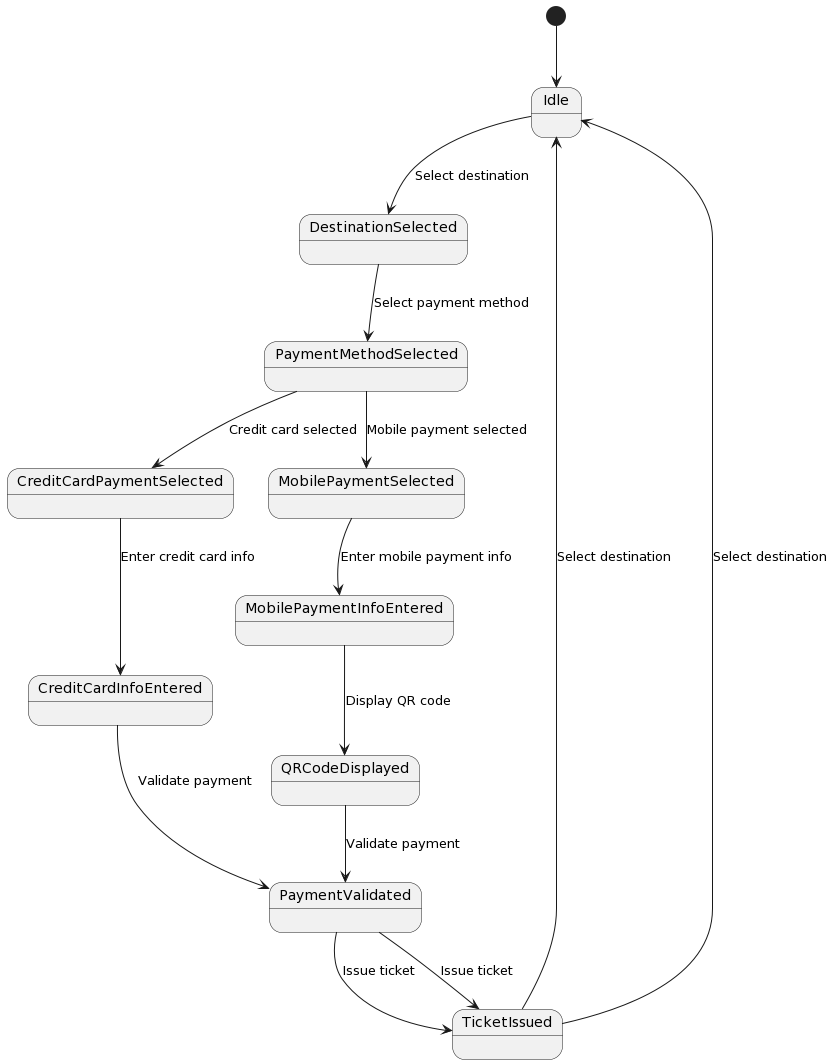 Idle
Select destination
DestinationSelected
Select payment method
PaymentMethodSelected
Credit card selected
Mobile payment selected
CreditCardPaymentSelected
MobilePaymentSelected
Enter credit card info
Enter mobile payment info
Select destination
Select destination
MobilePaymentInfoEntered
CreditCardInfoEntered
Display QR code
QRCodeDisplayed
Validate payment
Validate payment
PaymentValidated
Issue ticket
Issue ticket
TicketIssued